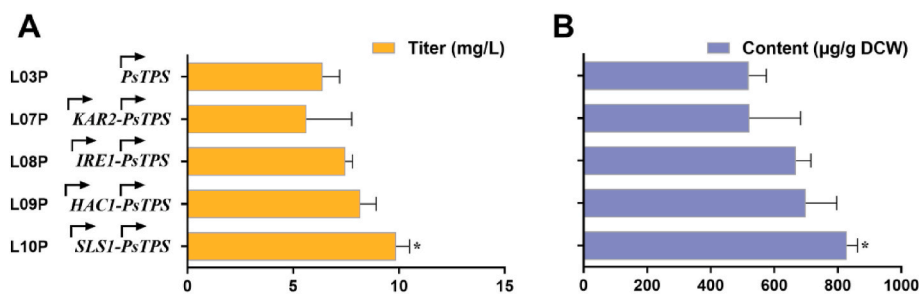 A
Titer (mg/L)
L03P PsTPS
L07P KAR2-PsTPS
L08P IRE1-PsTPS
L09P HAC1-PsTPS
L10P SLS1-PsTPS *
0 5 10 15
B
Content (µg/g DCW)
*
0 200 400 600 800 1000